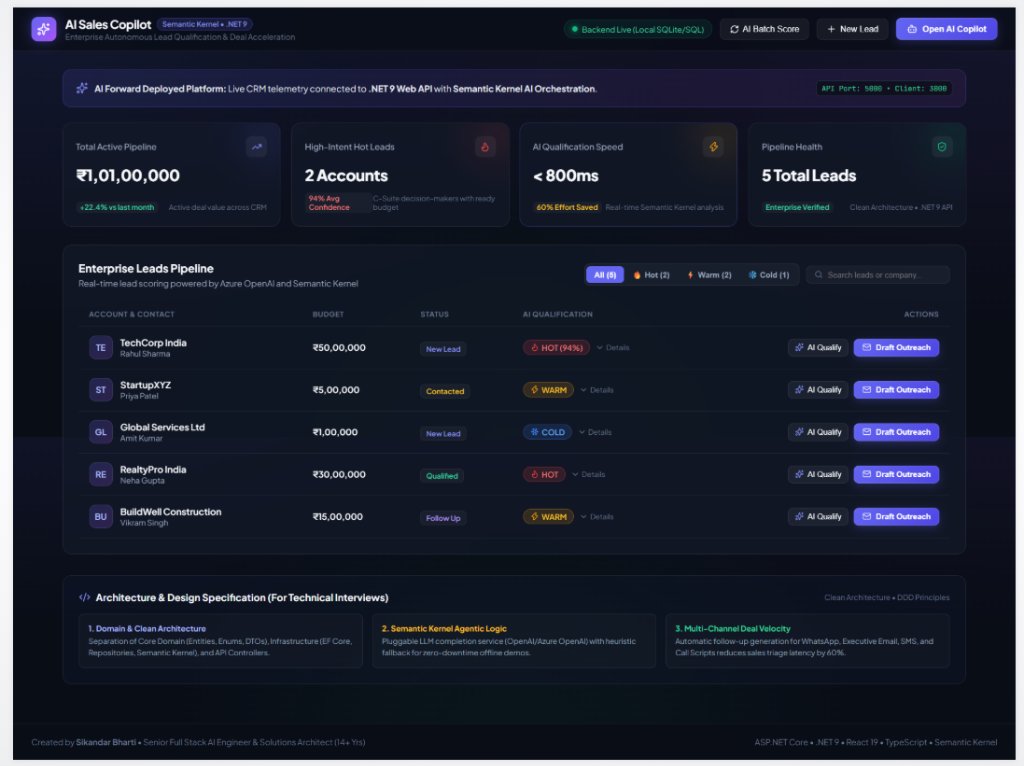 AI Sales Copilot
Semantic Kernel • .NET 9
Enterprise Autonomous Lead Qualification & Deal Acceleration
Backend Live (Local SQLite/SQL)
AI Batch Score
+ New Lead
Open AI Copilot
AI Forward Deployed Platform: Live CRM telemetry connected to .NET 9 Web API with Semantic Kernel AI Orchestration.
API Port: 5000 • Client: 3000
Total Active Pipeline
₹1,01,00,000
+22.4% vs last month
Active deal value across CRM
High-Intent Hot Leads
2 Accounts
94% Avg
Confidence
C-Suite decision-makers with ready
budget
AI Qualification Speed
< 800ms
60% Effort Saved
Real-time Semantic Kernel analysis
Pipeline Health
5 Total Leads
Enterprise Verified
Clean Architecture • .NET 9 API
Enterprise Leads Pipeline
Real-time lead scoring powered by Azure OpenAI and Semantic Kernel
All (5)
Hot (2)
Warm (2)
Cold (1)
Search leads or company...
ACCOUNT & CONTACT
BUDGET
STATUS
AI QUALIFICATION
ACTIONS
TE
TechCorp India
Rahul Sharma
₹50,00,000
New Lead
HOT (94%)
Details
AI Qualify
Draft Outreach
ST
StartupXYZ
Priya Patel
₹5,00,000
Contacted
WARM
Details
AI Qualify
Draft Outreach
GL
Global Services Ltd
Amit Kumar
₹1,00,000
New Lead
COLD
Details
AI Qualify
Draft Outreach
RE
RealtyPro India
Neha Gupta
₹30,00,000
Qualified
HOT
Details
AI Qualify
Draft Outreach
BU
BuildWell Construction
Vikram Singh
₹15,00,000
Follow Up
WARM
Details
AI Qualify
Draft Outreach
</> Architecture & Design Specification (For Technical Interviews)
Clean Architecture • DDD Principles
1. Domain & Clean Architecture
Separation of Core Domain (Entities, Enums, DTOs), Infrastructure (EF Core,
Repositories, Semantic Kernel), and API Controllers.
2. Semantic Kernel Agentic Logic
Pluggable LLM completion service (OpenAI/Azure OpenAI) with heuristic
fallback for zero-downtime offline demos.
3. Multi-Channel Deal Velocity
Automatic follow-up generation for WhatsApp, Executive Email, SMS, and
Call Scripts reduces sales triage latency by 60%.
Created by Sikandar Bharti • Senior Full Stack AI Engineer & Solutions Architect (14+ Yrs)
ASP.NET Core • .NET 9 • React 19 • TypeScript • Semantic Kernel